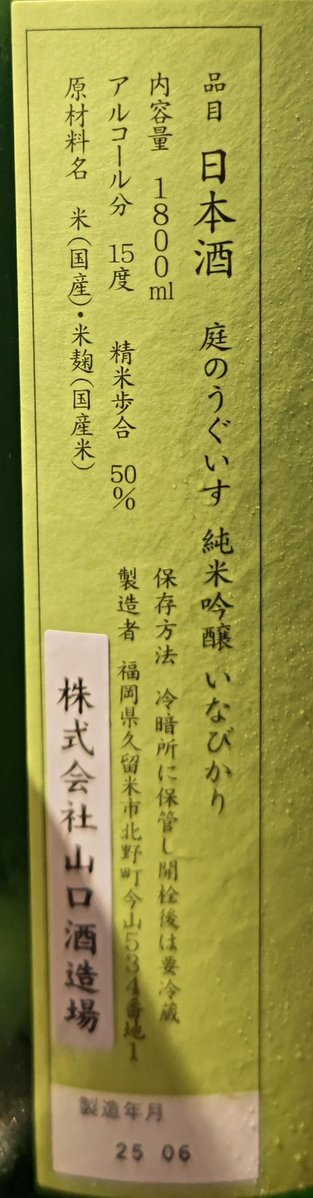 品目 日本酒 庭のうぐいす 純米吟醸 いなびかり
内容量 1800ml
保存方法 冷暗所に保管し開栓後は要冷蔵
アルコール分 15度 精米歩合 50%
製造者 福岡県久留米市北野町今山534番地1
原材料名 米(国産)・米麹(国産米)
株式会社山口酒造場
製造年月
25 06